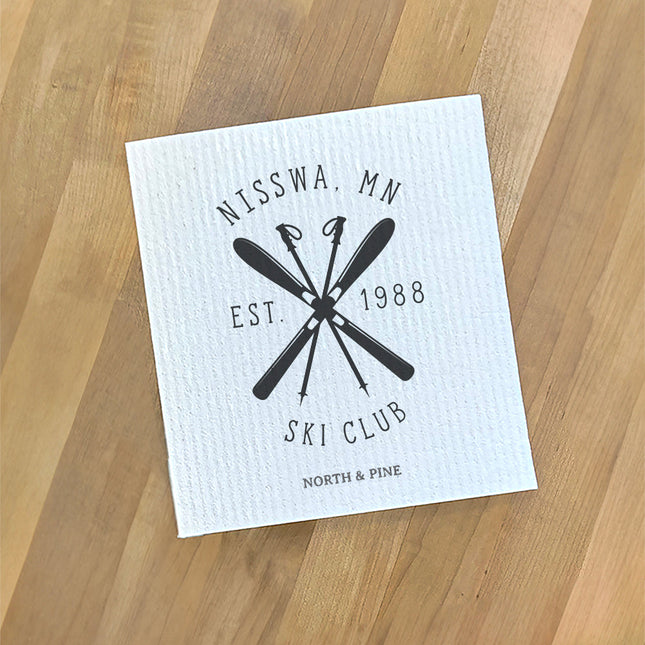 NISSWA, MN
EST. 1988
SKI CLUB
NORTH & PINE